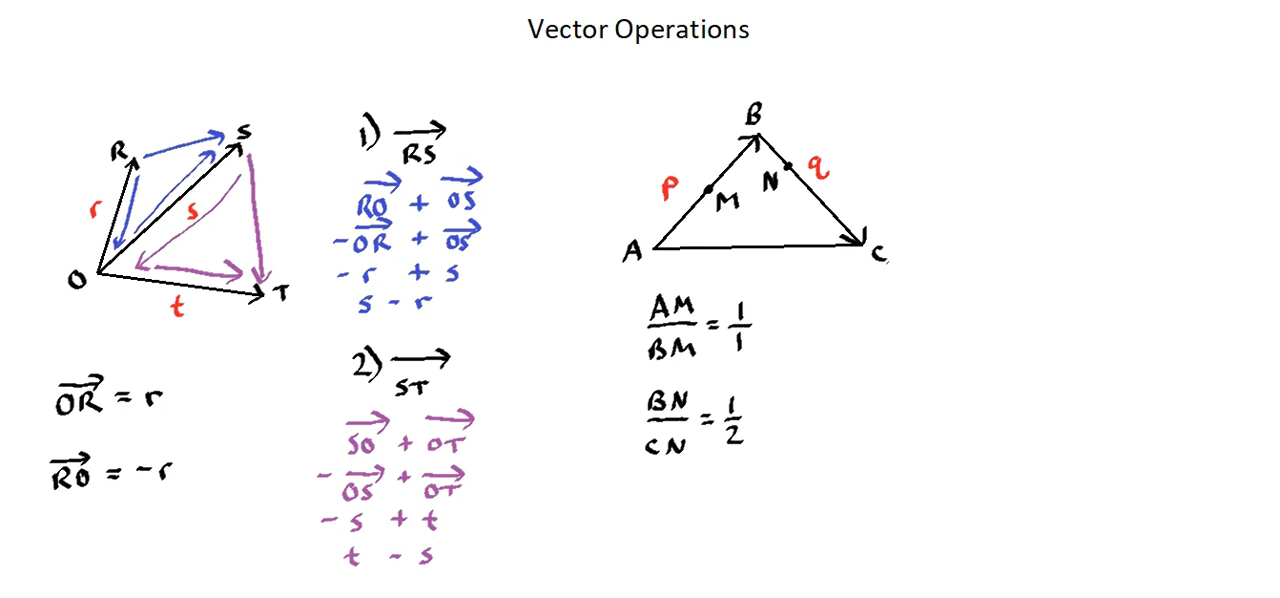 Vector Operations
R
S
r
s
O
t
T
OR = r
RO = -r
1) RS
RO + OS
-OR + OS
-r + s
s - r
2) ST
SO + OT
-OS + OT
-s + t
t - s
B
p
M
N
q
A
C
AM/BM = 1/1
BN/CN = 1/2